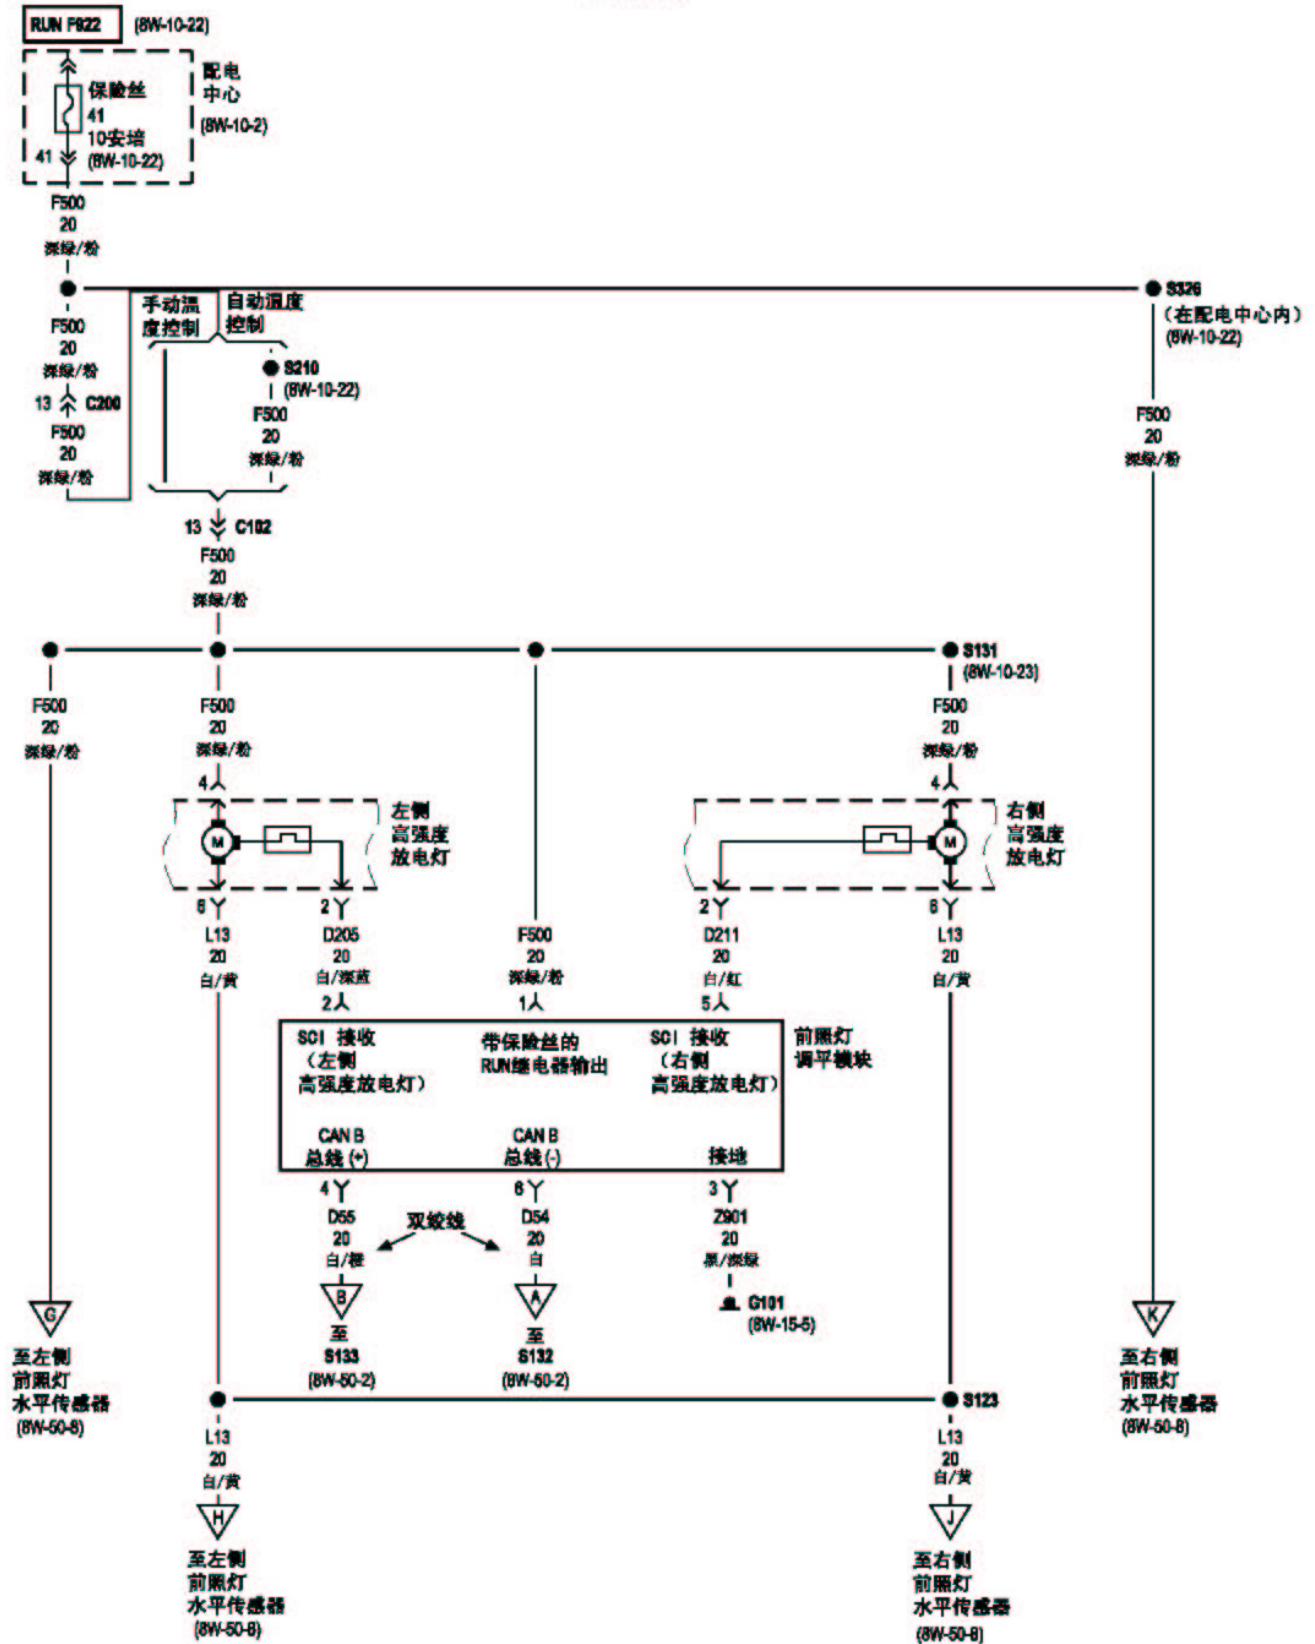 RUN F922 (8W-10-22)
配电
中心
(8W-10-2)
保险丝
41
10安培
(8W-10-22)
41
F500
20
深绿/粉
S326
(在配电中心内)
(8W-10-22)
手动温
度控制
自动温度
控制
F500
20
深绿/粉
13 C200
F500
20
深绿/粉
S210
(8W-10-22)
F500
20
深绿/粉
F500
20
深绿/粉
13 C102
F500
20
深绿/粉
S131
(8W-10-23)
F500
20
深绿/粉
F500
20
深绿/粉
F500
20
深绿/粉
4
4
M
左侧
高强度
放电灯
M
右侧
高强度
放电灯
6
2
2
6
L13
20
白/黄
D205
20
白/深蓝
F500
20
深绿/粉
D211
20
白/红
L13
20
白/黄
2
1
5
SCI 接收
(左侧
高强度放电灯)
带保险丝的
RUN继电器输出
SCI 接收
(右侧
高强度放电灯)
前照灯
调平模块
CAN B
总线 (+)
CAN B
总线 (-)
接地
4
6
3
D55
20
白/橙
双绞线
D54
20
白
Z901
20
黑/深绿
B
至
S133
(8W-50-2)
A
至
S132
(8W-50-2)
G101
(8W-15-5)
G
至左侧
前照灯
水平传感器
(8W-50-8)
K
至右侧
前照灯
水平传感器
(8W-50-8)
S123
L13
20
白/黄
L13
20
白/黄
H
至左侧
前照灯
水平传感器
(8W-50-8)
J
至右侧
前照灯
水平传感器
(8W-50-8)